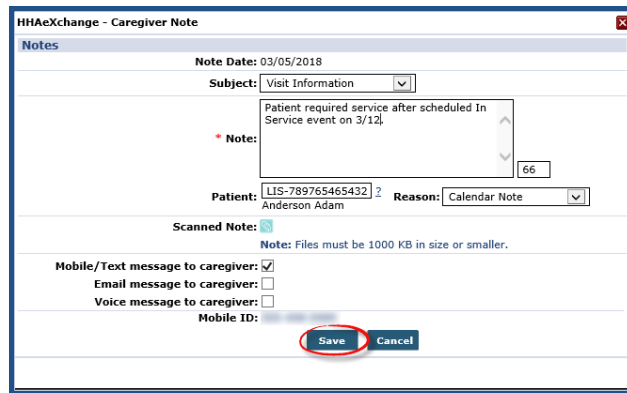 HHAeXchange - Caregiver Note
Notes
Note Date: 03/05/2018
Subject: Visit Information
Patient required service after scheduled In
Service event on 3/12.
* Note:
66
Patient: LIS-789765465432 ? Reason: Calendar Note
Anderson Adam
Scanned Note:
Note: Files must be 1000 KB in size or smaller.
Mobile/Text message to caregiver:
Email message to caregiver:
Voice message to caregiver:
Mobile ID:
Save Cancel